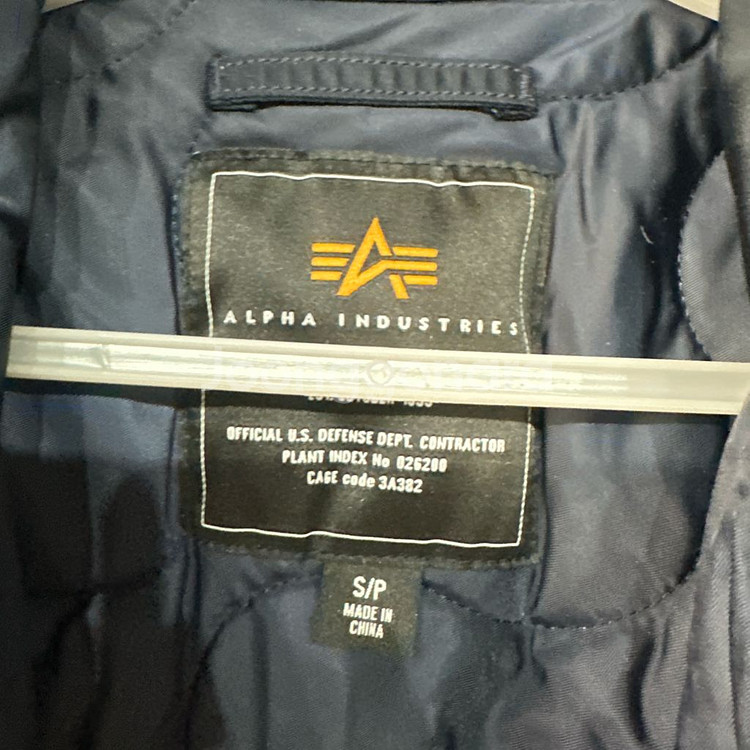 ALPHA INDUSTRIES
OFFICIAL U.S. DEFENSE DEPT. CONTRACTOR
PLANT INDEX No 026200
CAGE code 3A382
S/P
MADE IN
CHINA